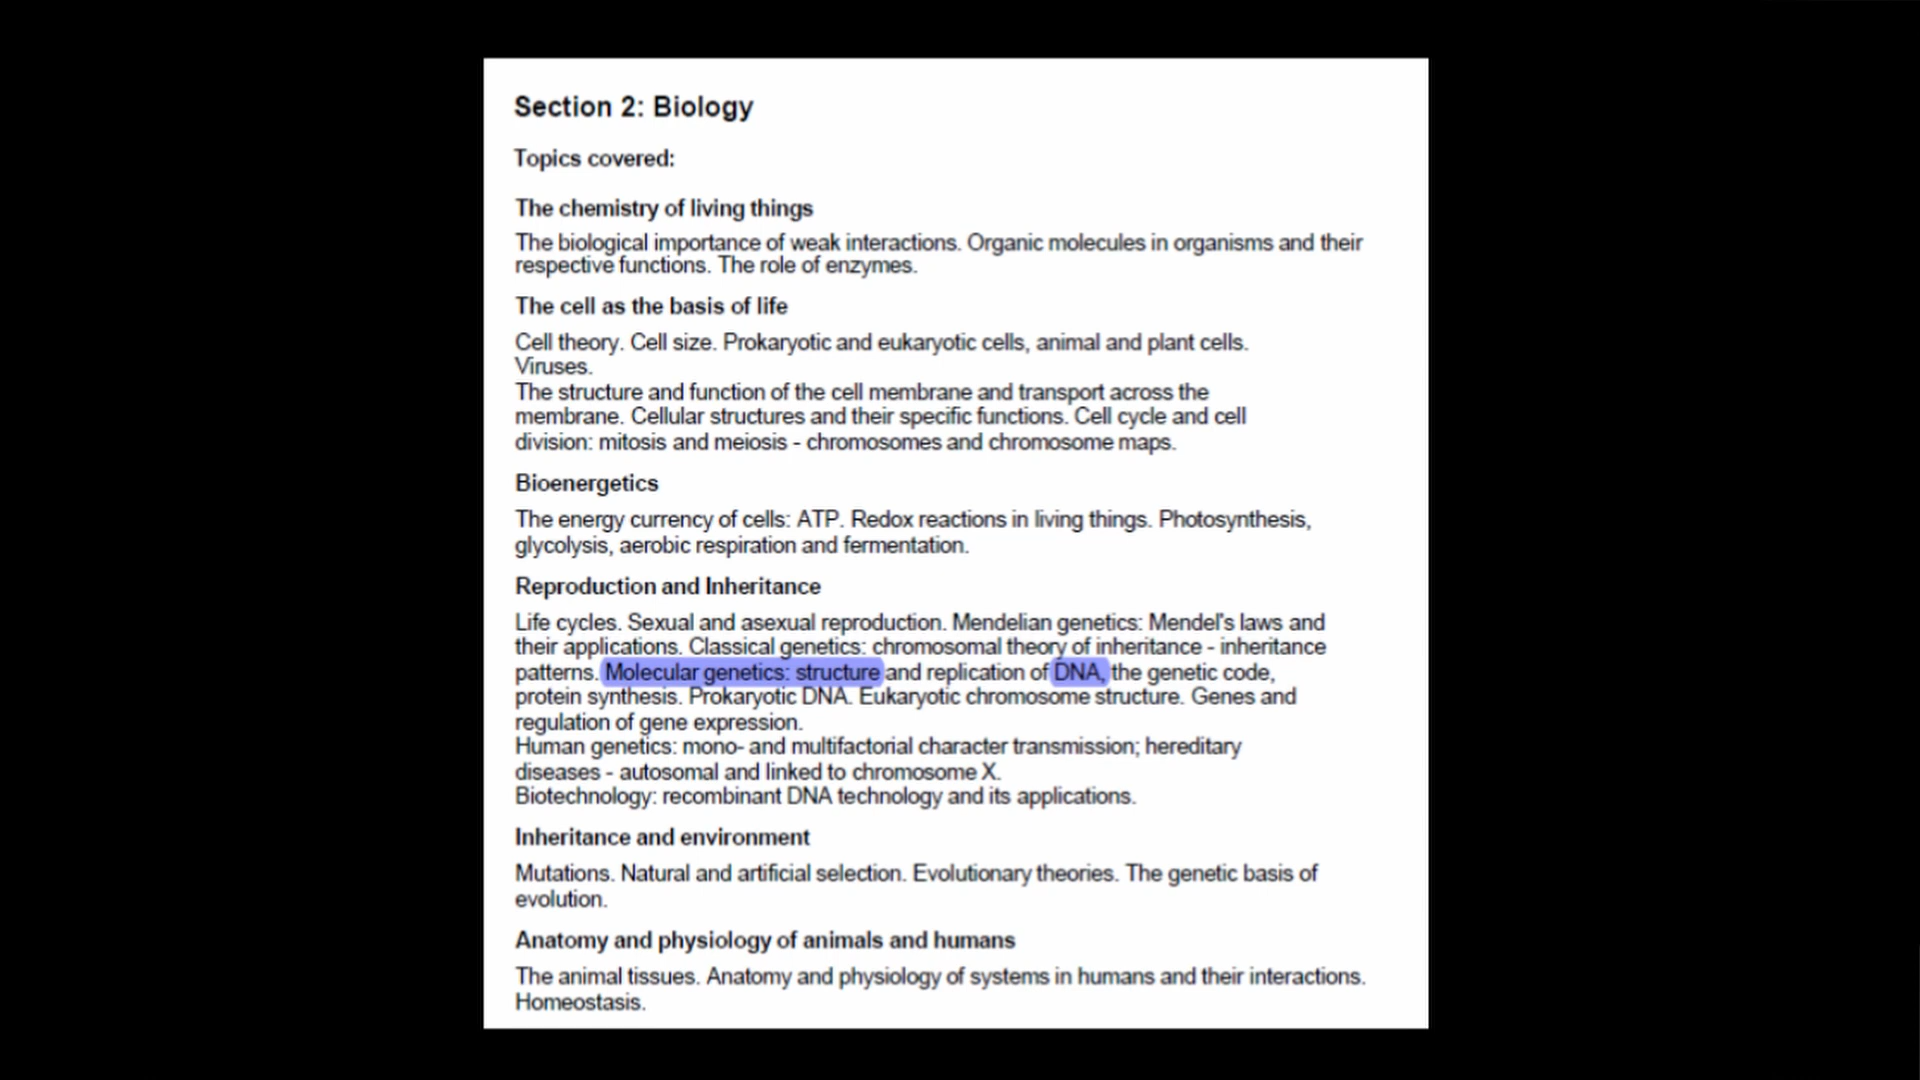 Section 2: Biology
Topics covered:
The chemistry of living things
The biological importance of weak interactions. Organic molecules in organisms and their
respective functions. The role of enzymes.
The cell as the basis of life
Cell theory. Cell size. Prokaryotic and eukaryotic cells, animal and plant cells.
Viruses.
The structure and function of the cell membrane and transport across the
membrane. Cellular structures and their specific functions. Cell cycle and cell
division: mitosis and meiosis - chromosomes and chromosome maps.
Bioenergetics
The energy currency of cells: ATP. Redox reactions in living things. Photosynthesis,
glycolysis, aerobic respiration and fermentation.
Reproduction and Inheritance
Life cycles. Sexual and asexual reproduction. Mendelian genetics: Mendel's laws and
their applications. Classical genetics: chromosomal theory of inheritance - inheritance
patterns. Molecular genetics: structure and replication of DNA, the genetic code,
protein synthesis. Prokaryotic DNA. Eukaryotic chromosome structure. Genes and
regulation of gene expression.
Human genetics: mono- and multifactorial character transmission; hereditary
diseases - autosomal and linked to chromosome X.
Biotechnology: recombinant DNA technology and its applications.
Inheritance and environment
Mutations. Natural and artificial selection. Evolutionary theories. The genetic basis of
evolution.
Anatomy and physiology of animals and humans
The animal tissues. Anatomy and physiology of systems in humans and their interactions.
Homeostasis.